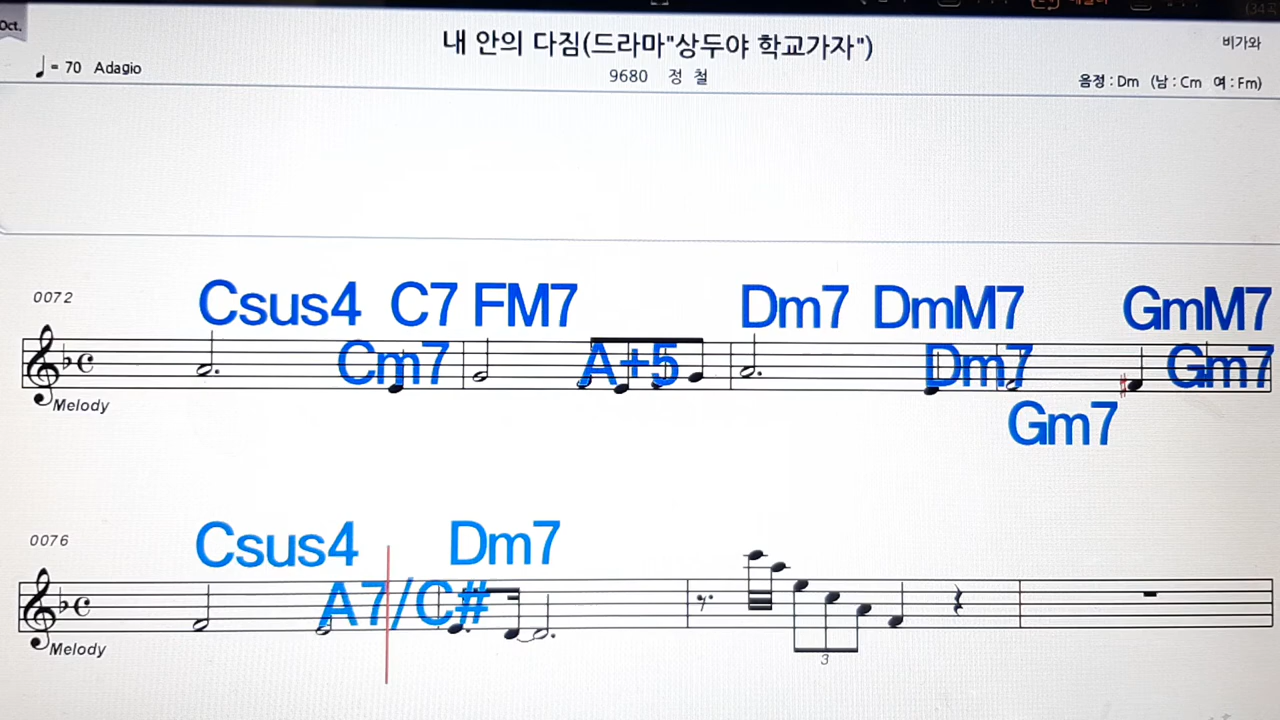 Oct.
내 안의 다짐(드라마"상두야 학교가자")
비가와
♩ = 70 Adagio
9680 정 철
음정 : Dm (남 : Cm 여 : Fm)
0072
Csus4 C7 FM7 Dm7 DmM7 GmM7
Cm7 A+5 Dm7 Gm7
Melody
Gm7
0076
Csus4 Dm7
A7/C#
Melody
3